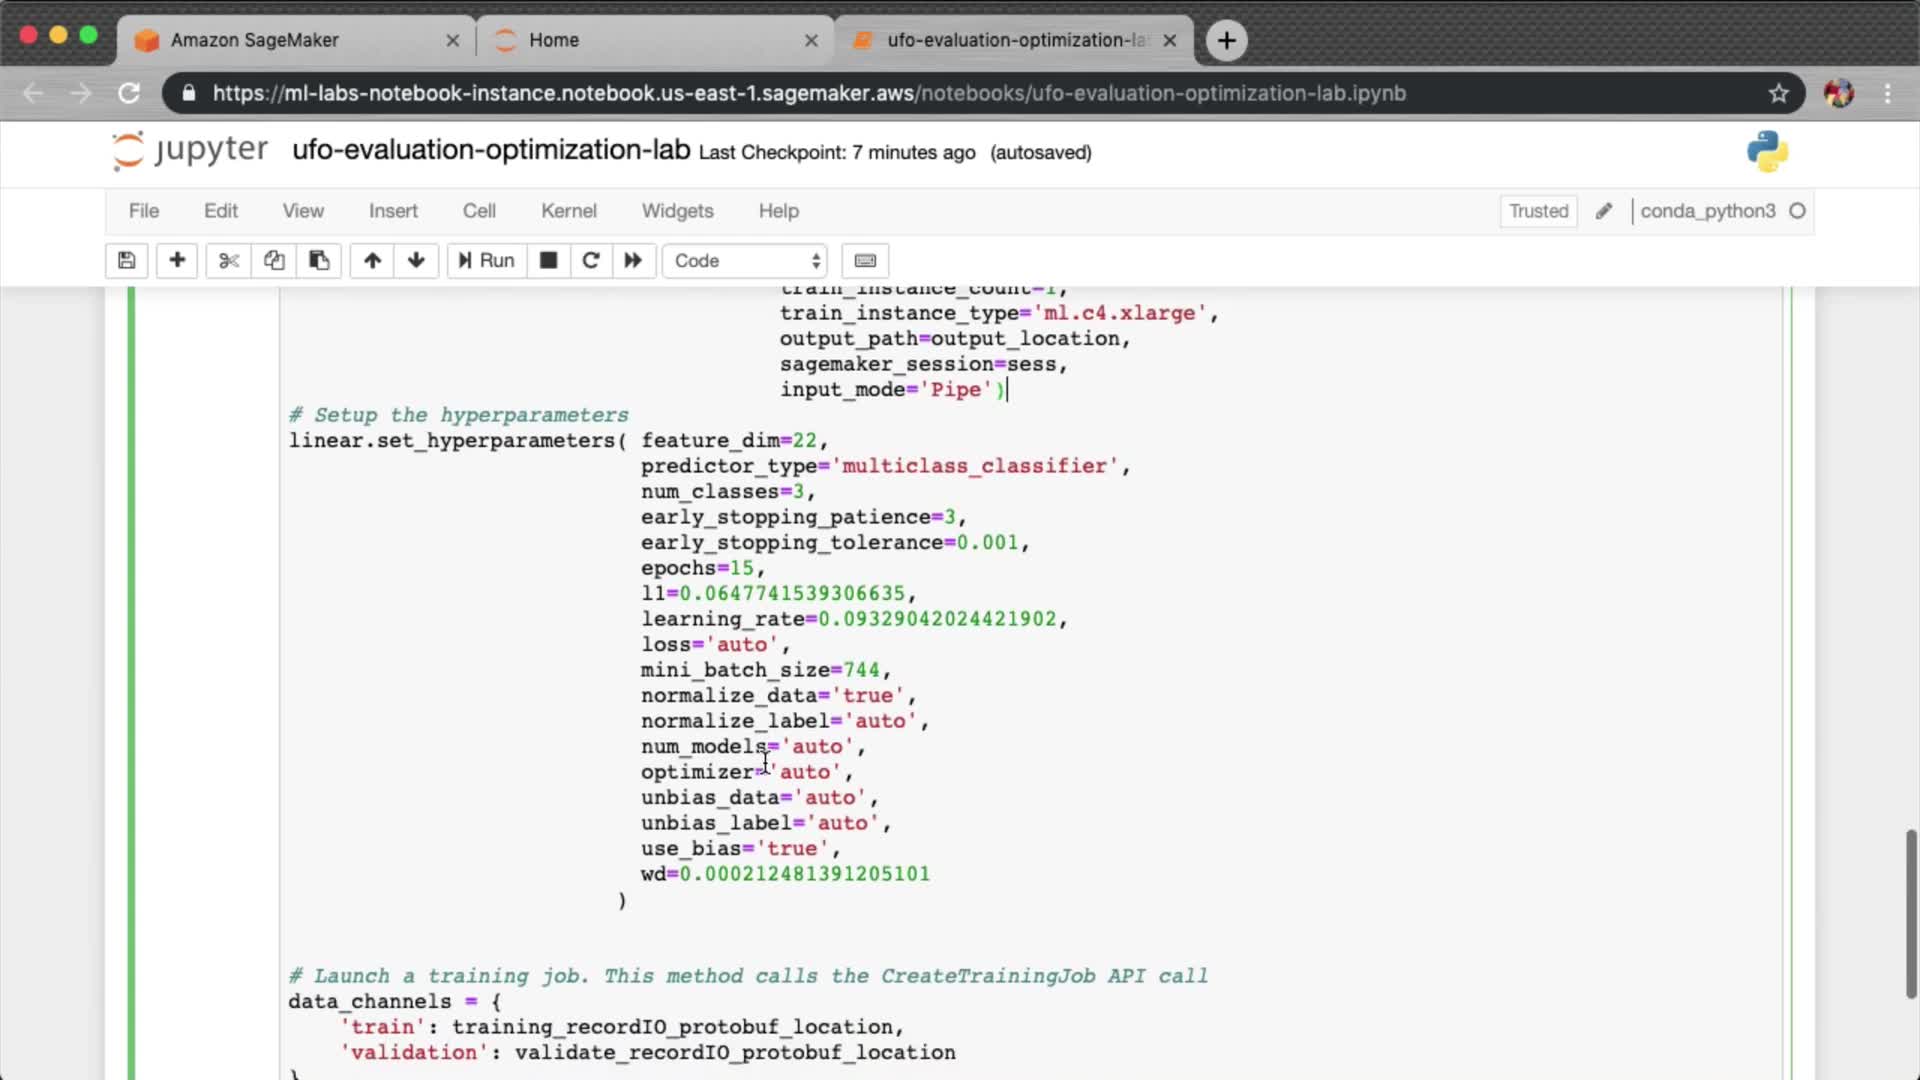 Amazon SageMaker
Home
ufo-evaluation-optimization-la
https://ml-labs-notebook-instance.notebook.us-east-1.sagemaker.aws/notebooks/ufo-evaluation-optimization-lab.ipynb
jupyter ufo-evaluation-optimization-lab Last Checkpoint: 7 minutes ago (autosaved)
File Edit View Insert Cell Kernel Widgets Help Trusted conda_python3
Run Code
train_instance_count=1,
train_instance_type='ml.c4.xlarge',
output_path=output_location,
sagemaker_session=sess,
input_mode='Pipe')
# Setup the hyperparameters
linear.set_hyperparameters( feature_dim=22,
predictor_type='multiclass_classifier',
num_classes=3,
early_stopping_patience=3,
early_stopping_tolerance=0.001,
epochs=15,
l1=0.0647741539306635,
learning_rate=0.09329042024421902,
loss='auto',
mini_batch_size=744,
normalize_data='true',
normalize_label='auto',
num_models='auto',
optimizer='auto',
unbias_data='auto',
unbias_label='auto',
use_bias='true',
wd=0.000212481391205101
)
# Launch a training job. This method calls the CreateTrainingJob API call
data_channels = {
'train': training_recordIO_protobuf_location,
'validation': validate_recordIO_protobuf_location
}